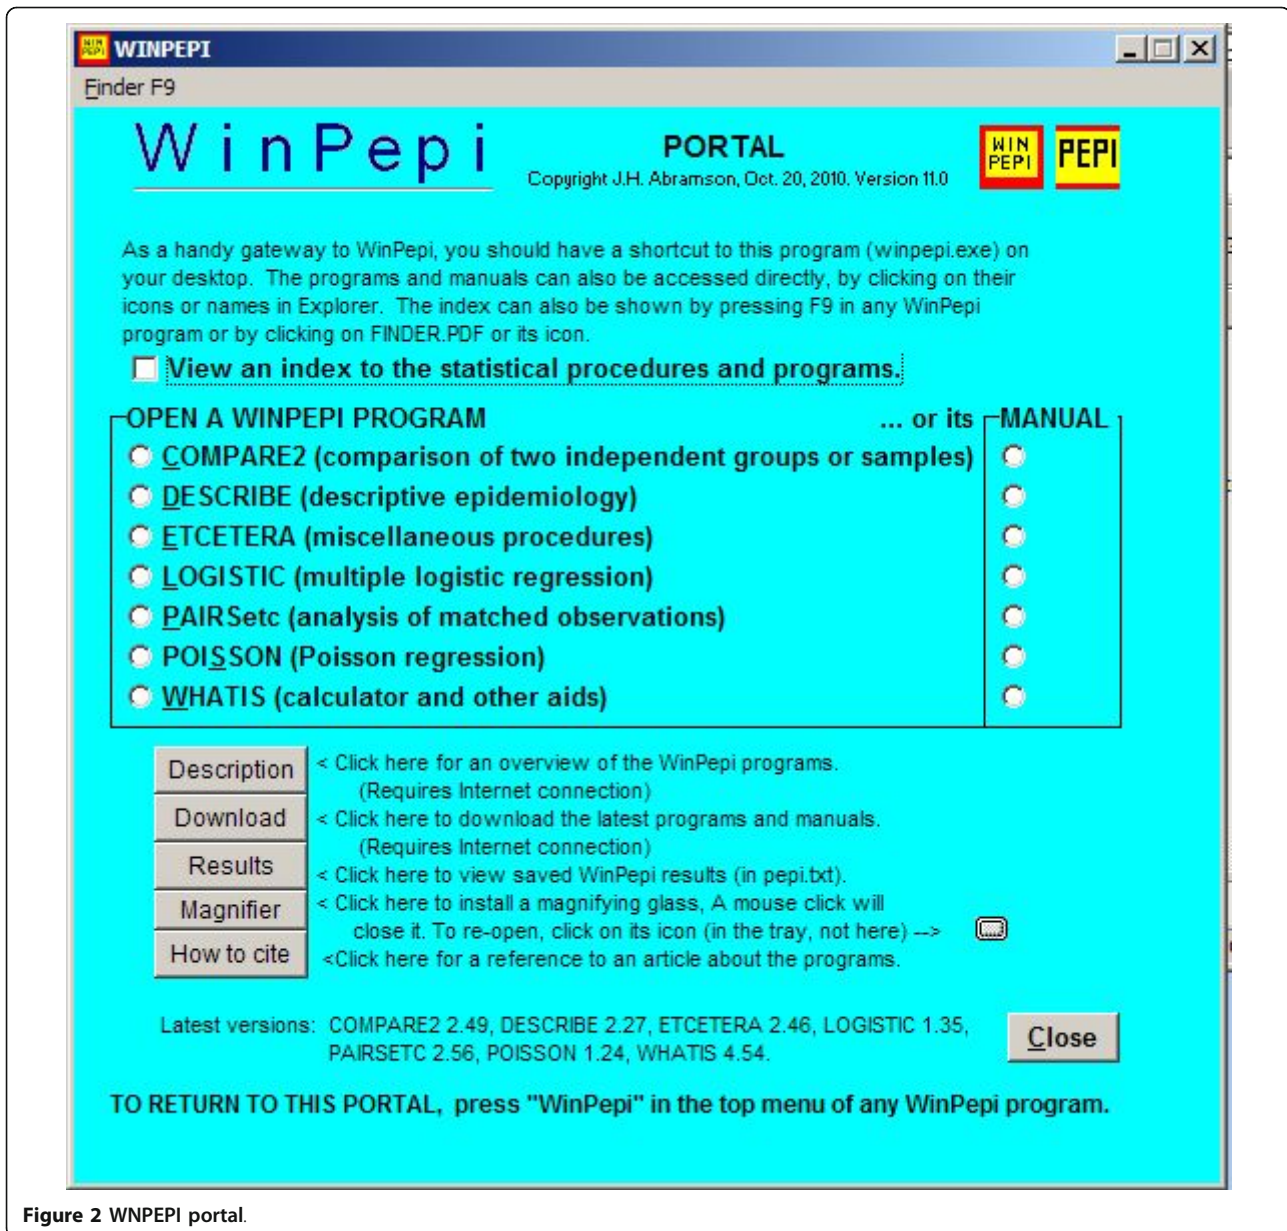 WIN
PEPI
WINPEPI
Finder F9
WinPepi
PORTAL
Copyright J.H. Abramson, Oct. 20, 2010. Version 11.0
WIN
PEPI
PEPI
As a handy gateway to WinPepi, you should have a shortcut to this program (winpepi.exe) on
your desktop. The programs and manuals can also be accessed directly, by clicking on their
icons or names in Explorer. The index can also be shown by pressing F9 in any WinPepi
program or by clicking on FINDER.PDF or its icon.
View an index to the statistical procedures and programs.
OPEN A WINPEPI PROGRAM ... or its MANUAL
COMPARE2 (comparison of two independent groups or samples)
DESCRIBE (descriptive epidemiology)
ETCETERA (miscellaneous procedures)
LOGISTIC (multiple logistic regression)
PAIRSetc (analysis of matched observations)
POISSON (Poisson regression)
WHATIS (calculator and other aids)
Description < Click here for an overview of the WinPepi programs.
(Requires Internet connection)
Download < Click here to download the latest programs and manuals.
(Requires Internet connection)
Results < Click here to view saved WinPepi results (in pepi.txt).
Magnifier < Click here to install a magnifying glass, A mouse click will
close it. To re-open, click on its icon (in the tray, not here) -->
How to cite <Click here for a reference to an article about the programs.
Latest versions: COMPARE2 2.49, DESCRIBE 2.27, ETCETERA 2.46, LOGISTIC 1.35,
PAIRSETC 2.56, POISSON 1.24, WHATIS 4.54.
Close
TO RETURN TO THIS PORTAL, press "WinPepi" in the top menu of any WinPepi program.
Figure 2 WNPEPI portal.